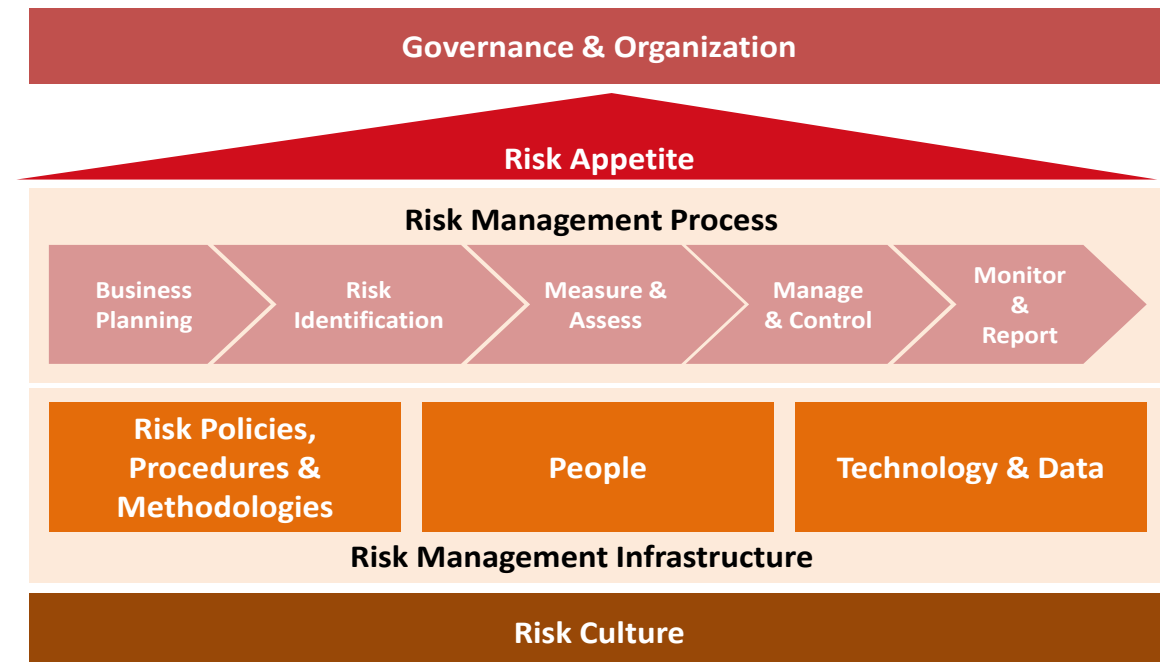 Governance & Organization
Risk Appetite
Risk Management Process
Business
Planning
Risk
Identification
Measure &
Assess
Manage
& Control
Monitor
&
Report
Risk Policies,
Procedures &
Methodologies
People
Technology & Data
Risk Management Infrastructure
Risk Culture